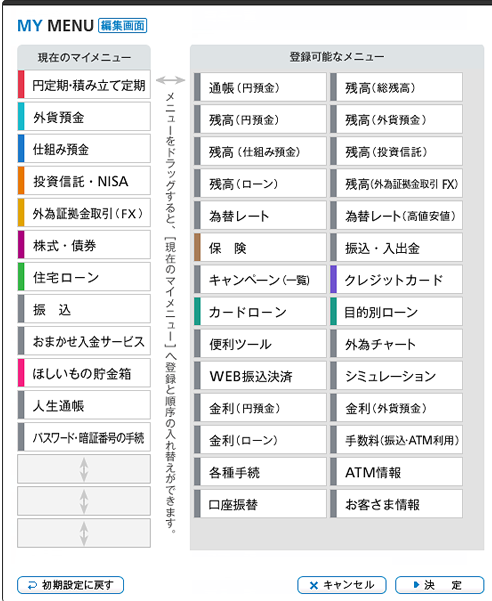 MY MENU 編集画面
現在のマイメニュー
円定期・積み立て定期
外貨預金
仕組み預金
投資信託・NISA
外為証拠金取引(FX)
株式・債券
住宅ローン
振 込
おまかせ入金サービス
ほしいもの貯金箱
人生通帳
パスワード・暗証番号の手続
メニューをドラッグすると、[現在のマイメニュー]へ登録と順序の入れ替えができます。
登録可能なメニュー
通帳(円預金) 残高(総残高)
残高(円預金) 残高(外貨預金)
残高(仕組み預金) 残高(投資信託)
残高(ローン) 残高(外為証拠金取引 FX)
為替レート 為替レート(高値安値)
保 険 振込・入出金
キャンペーン(一覧) クレジットカード
カードローン 目的別ローン
便利ツール 外為チャート
WEB振込決済 シミュレーション
金利(円預金) 金利(外貨預金)
金利(ローン) 手数料(振込・ATM利用)
各種手続 ATM情報
口座振替 お客さま情報
初期設定に戻す キャンセル 決 定